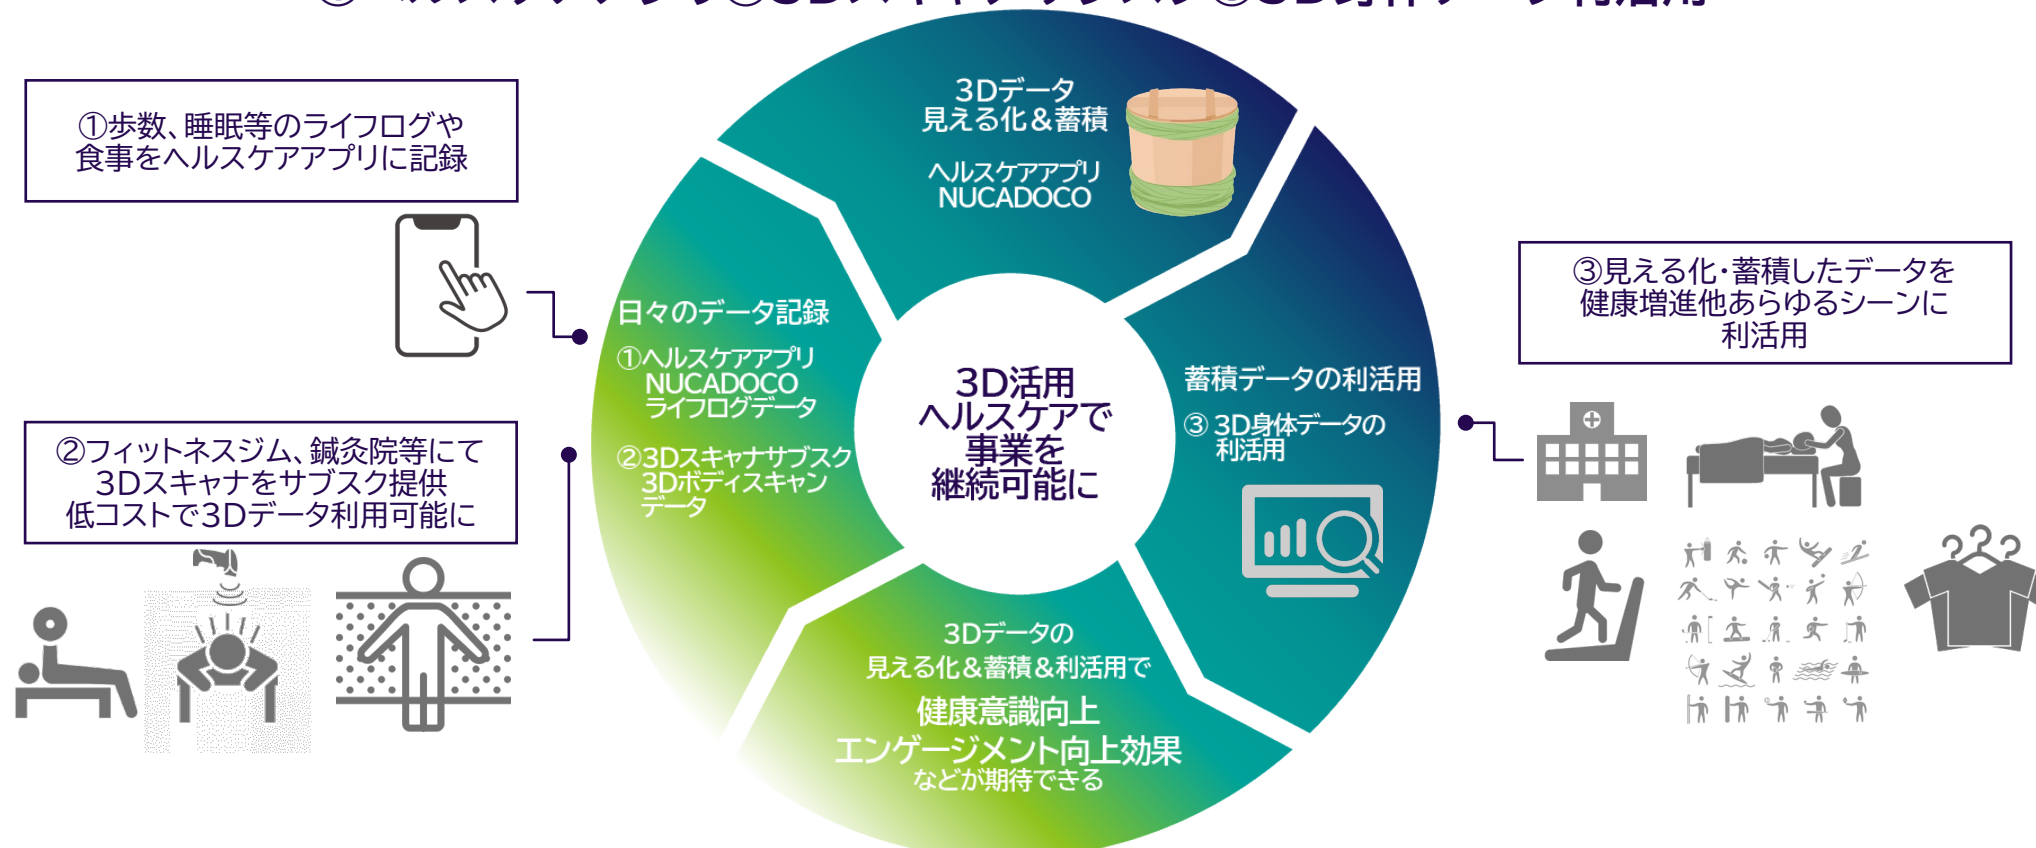 ①歩数、睡眠等のライフログや
食事をヘルスケアアプリに記録
②フィットネスジム、鍼灸院等にて
3Dスキャナをサブスク提供
低コストで3Dデータ利用可能に
3Dデータ
見える化＆蓄積
ヘルスケアアプリ
NUCADOCO
日々のデータ記録
①ヘルスケアアプリ
NUCADOCO
ライフログデータ
②3Dスキャナサブスク
3Dボディスキャン
データ
3D活用
ヘルスケアで
事業を
継続可能に
蓄積データの利活用
③ 3D身体データの
利活用
3Dデータの
見える化＆蓄積＆利活用で
健康意識向上
エンゲージメント向上効果
などが期待できる
③見える化・蓄積したデータを
健康増進他あらゆるシーンに
利活用